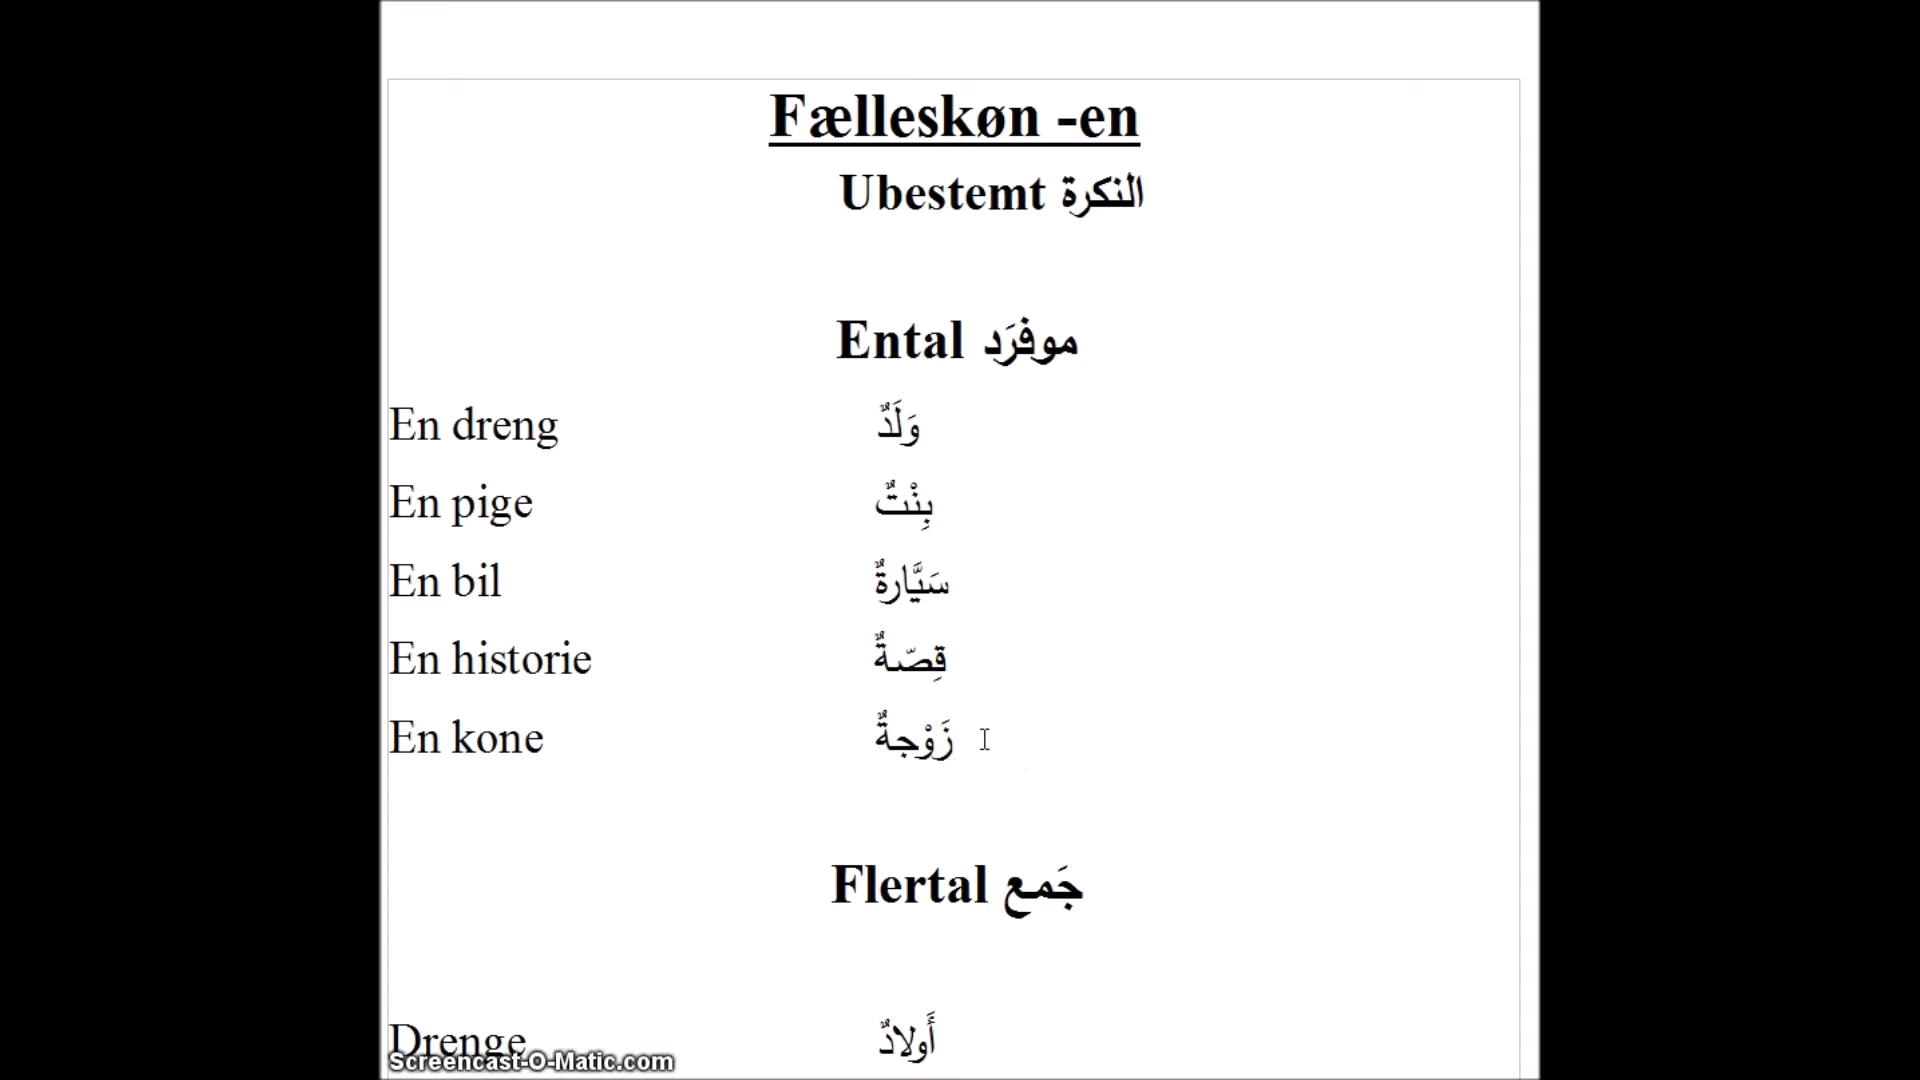 Fælleskøn -en
Ubestemt النكرة
Ental موفرَد
En dreng وَلَدٌ
En pige بِنْتٌ
En bil سَيَّارةٌ
En historie قِصّةٌ
En kone زَوْجةٌ
Flertal جَمع
Drenge أَولادٌ
Screencast-O-Matic.com